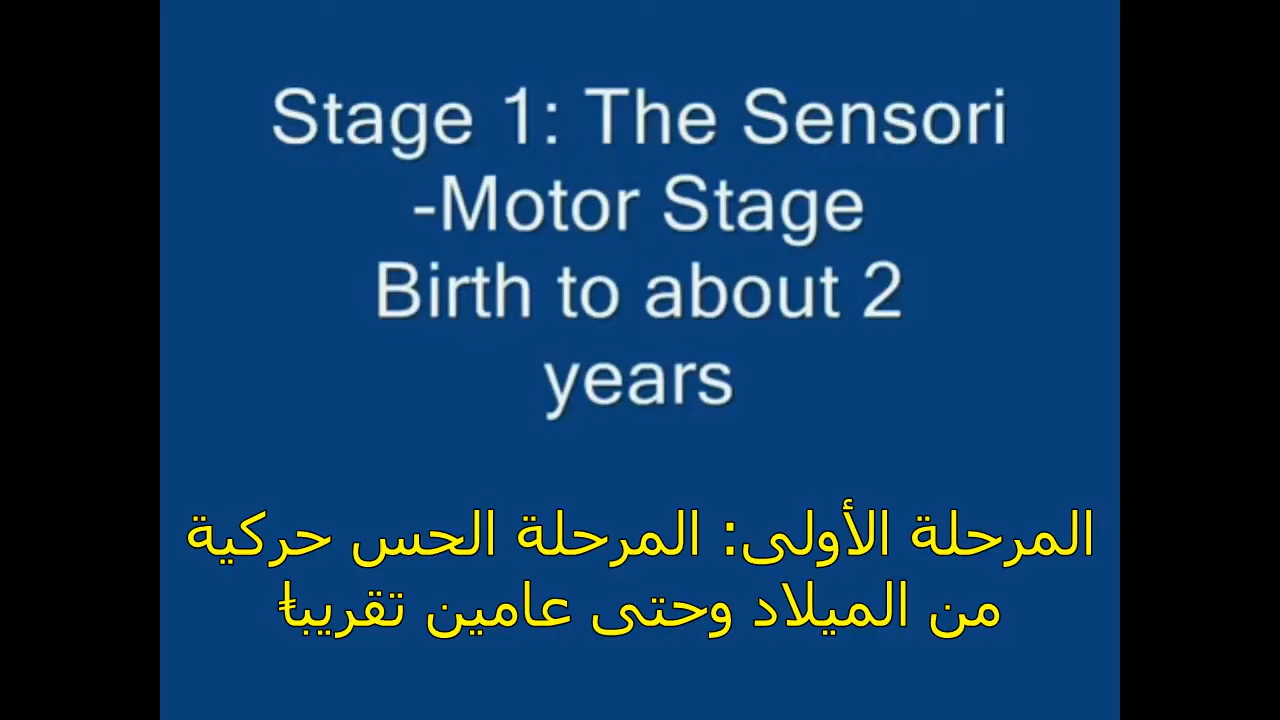 Stage 1: The Sensori
-Motor Stage
Birth to about 2
years
المرحلة الأولى: المرحلة الحس حركية
من الميلاد وحتى عامين تقريباً